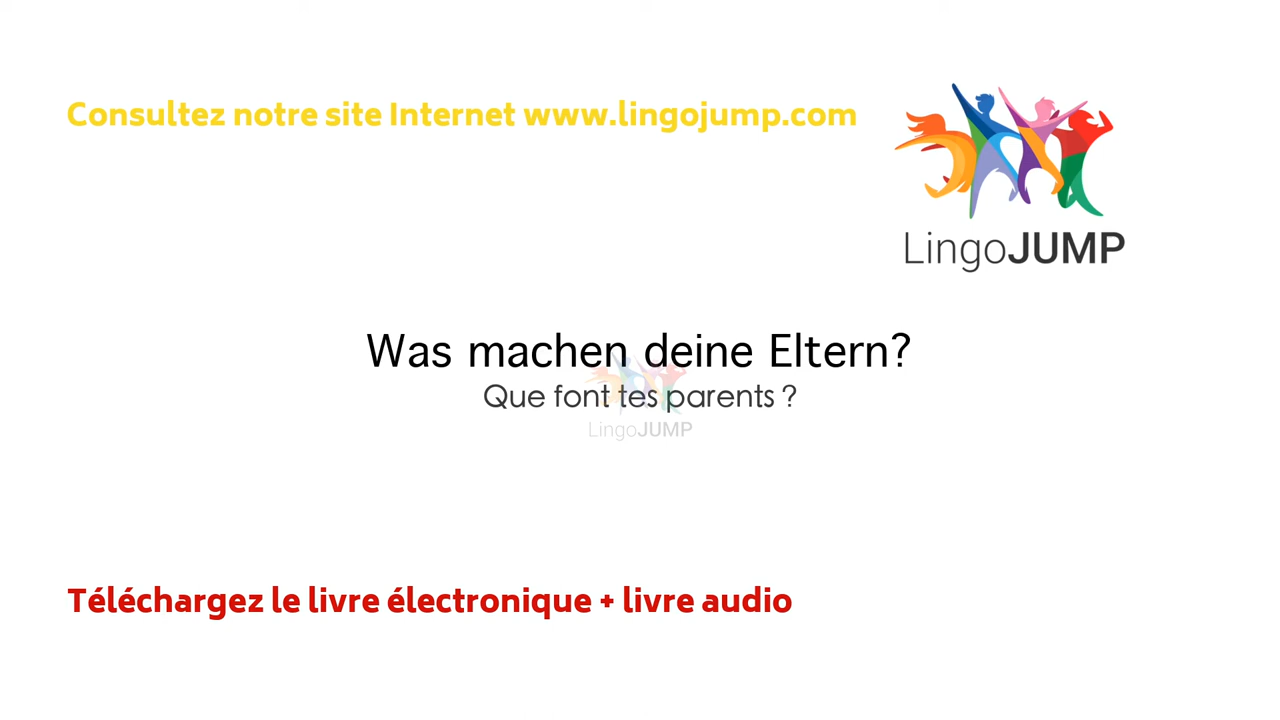 Consultez notre site Internet www.lingojump.com
LingoJUMP
Was machen deine Eltern?
Que font tes parents ?
LingoJUMP
Téléchargez le livre électronique + livre audio